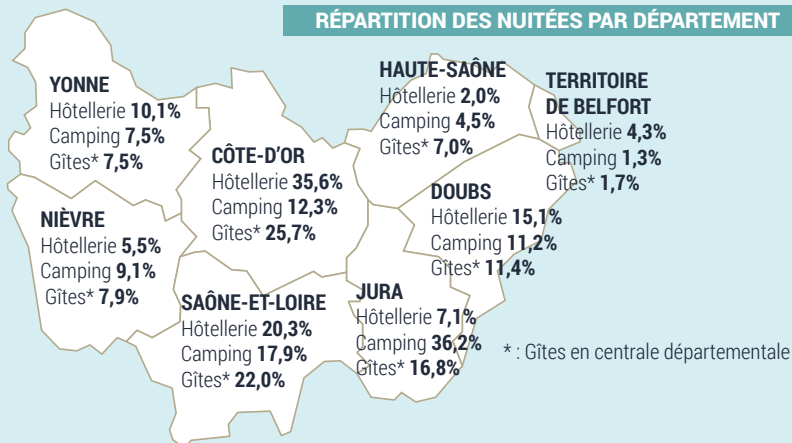 RÉPARTITION DES NUITÉES PAR DÉPARTEMENT
YONNE
Hôtellerie 10,1%
Camping 7,5%
Gîtes* 7,5%
CÔTE-D'OR
Hôtellerie 35,6%
Camping 12,3%
Gîtes* 25,7%
HAUTE-SAÔNE
Hôtellerie 2,0%
Camping 4,5%
Gîtes* 7,0%
TERRITOIRE
DE BELFORT
Hôtellerie 4,3%
Camping 1,3%
Gîtes* 1,7%
NIÈVRE
Hôtellerie 5,5%
Camping 9,1%
Gîtes* 7,9%
DOUBS
Hôtellerie 15,1%
Camping 11,2%
Gîtes* 11,4%
SAÔNE-ET-LOIRE
Hôtellerie 20,3%
Camping 17,9%
Gîtes* 22,0%
JURA
Hôtellerie 7,1%
Camping 36,2%
Gîtes* 16,8%
* : Gîtes en centrale départementale